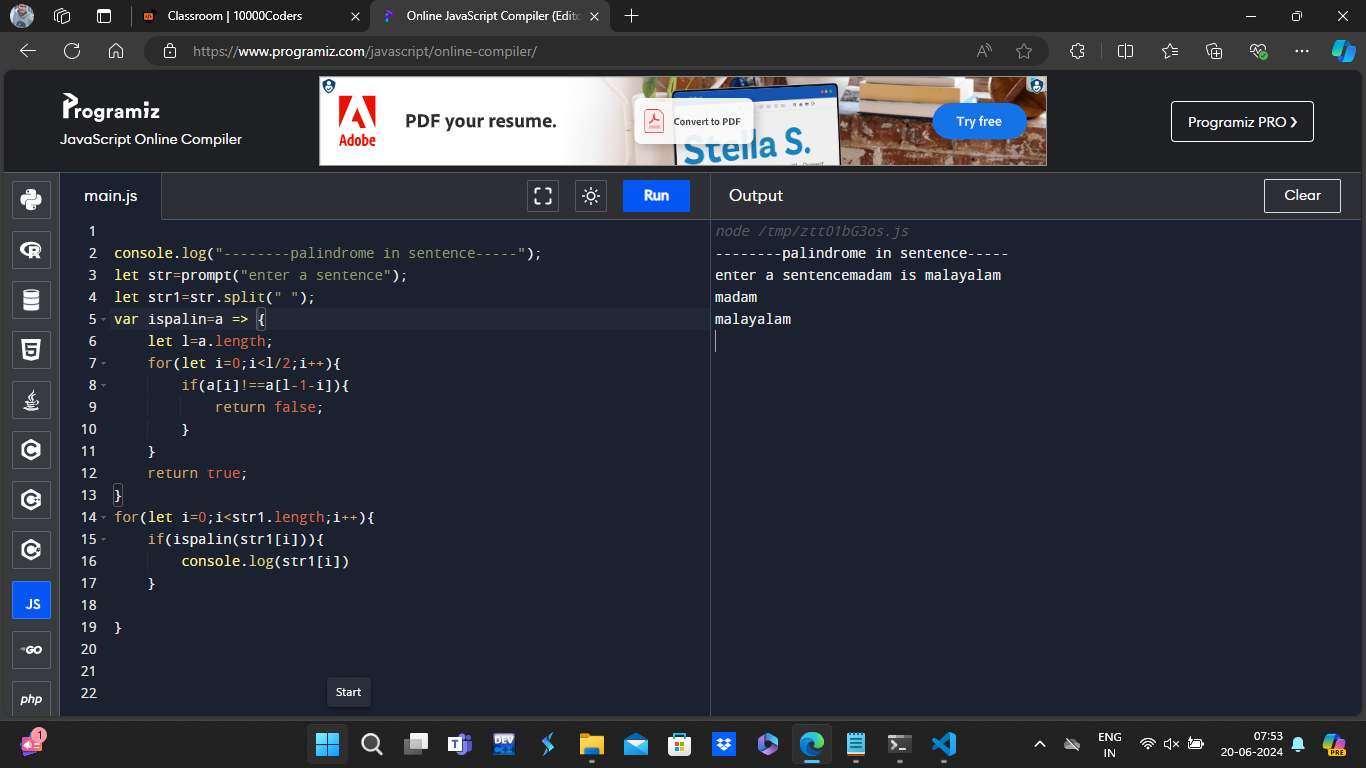 Classroom | 10000Coders
Online JavaScript Compiler (Edito
https://www.programiz.com/javascript/online-compiler/
Programiz
JavaScript Online Compiler
Adobe
PDF your resume.
Convert to PDF
Stella S.
Try free
Programiz PRO ❯
main.js
Run
Output
Clear
1
2 console.log("--------palindrome in sentence-----");
3 let str=prompt("enter a sentence");
4 let str1=str.split(" ");
5 var ispalin=a => {
6     let l=a.length;
7     for(let i=0;i<l/2;i++){
8         if(a[i]!==a[l-1-i]){
9             return false;
10         }
11     }
12     return true;
13 }
14 for(let i=0;i<str1.length;i++){
15     if(ispalin(str1[i])){
16         console.log(str1[i])
17     }
18
19 }
20
21
22
node /tmp/ztt01bG3os.js
--------palindrome in sentence-----
enter a sentencemadam is malayalam
madam
malayalam
JS
GO
php
Start
1
DEV
ENG
IN
07:53
20-06-2024
PRE